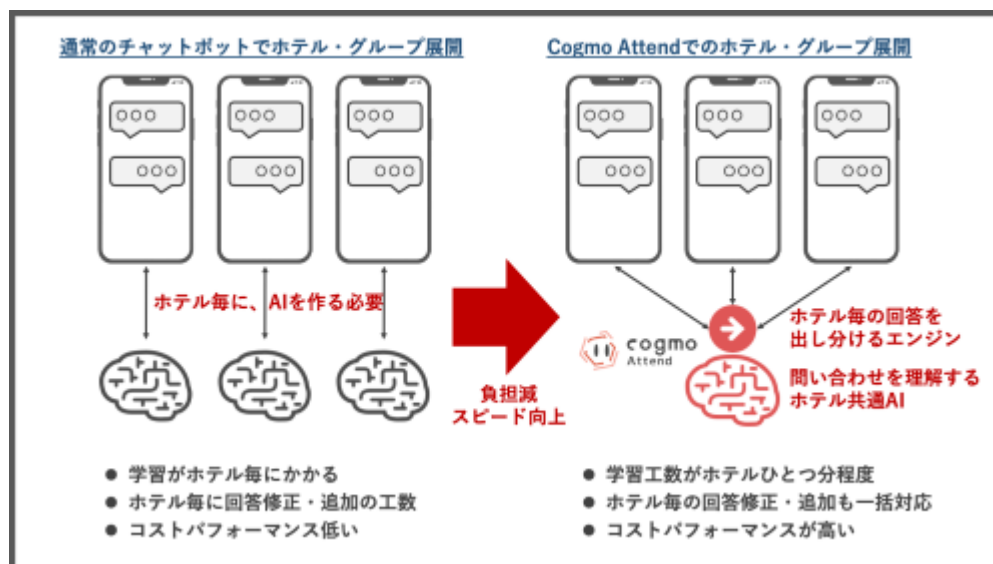 通常のチャットボットでホテル・グループ展開
ホテル毎に、AIを作る必要
● 学習がホテル毎にかかる
● ホテル毎に回答修正・追加の工数
● コストパフォーマンス低い
負担減
スピード向上
Cogmo Attendでのホテル・グループ展開
cogmo
Attend
ホテル毎の回答を
出し分けるエンジン
問い合わせを理解する
ホテル共通AI
● 学習工数がホテルひとつ分程度
● ホテル毎の回答修正・追加も一括対応
● コストパフォーマンスが高い